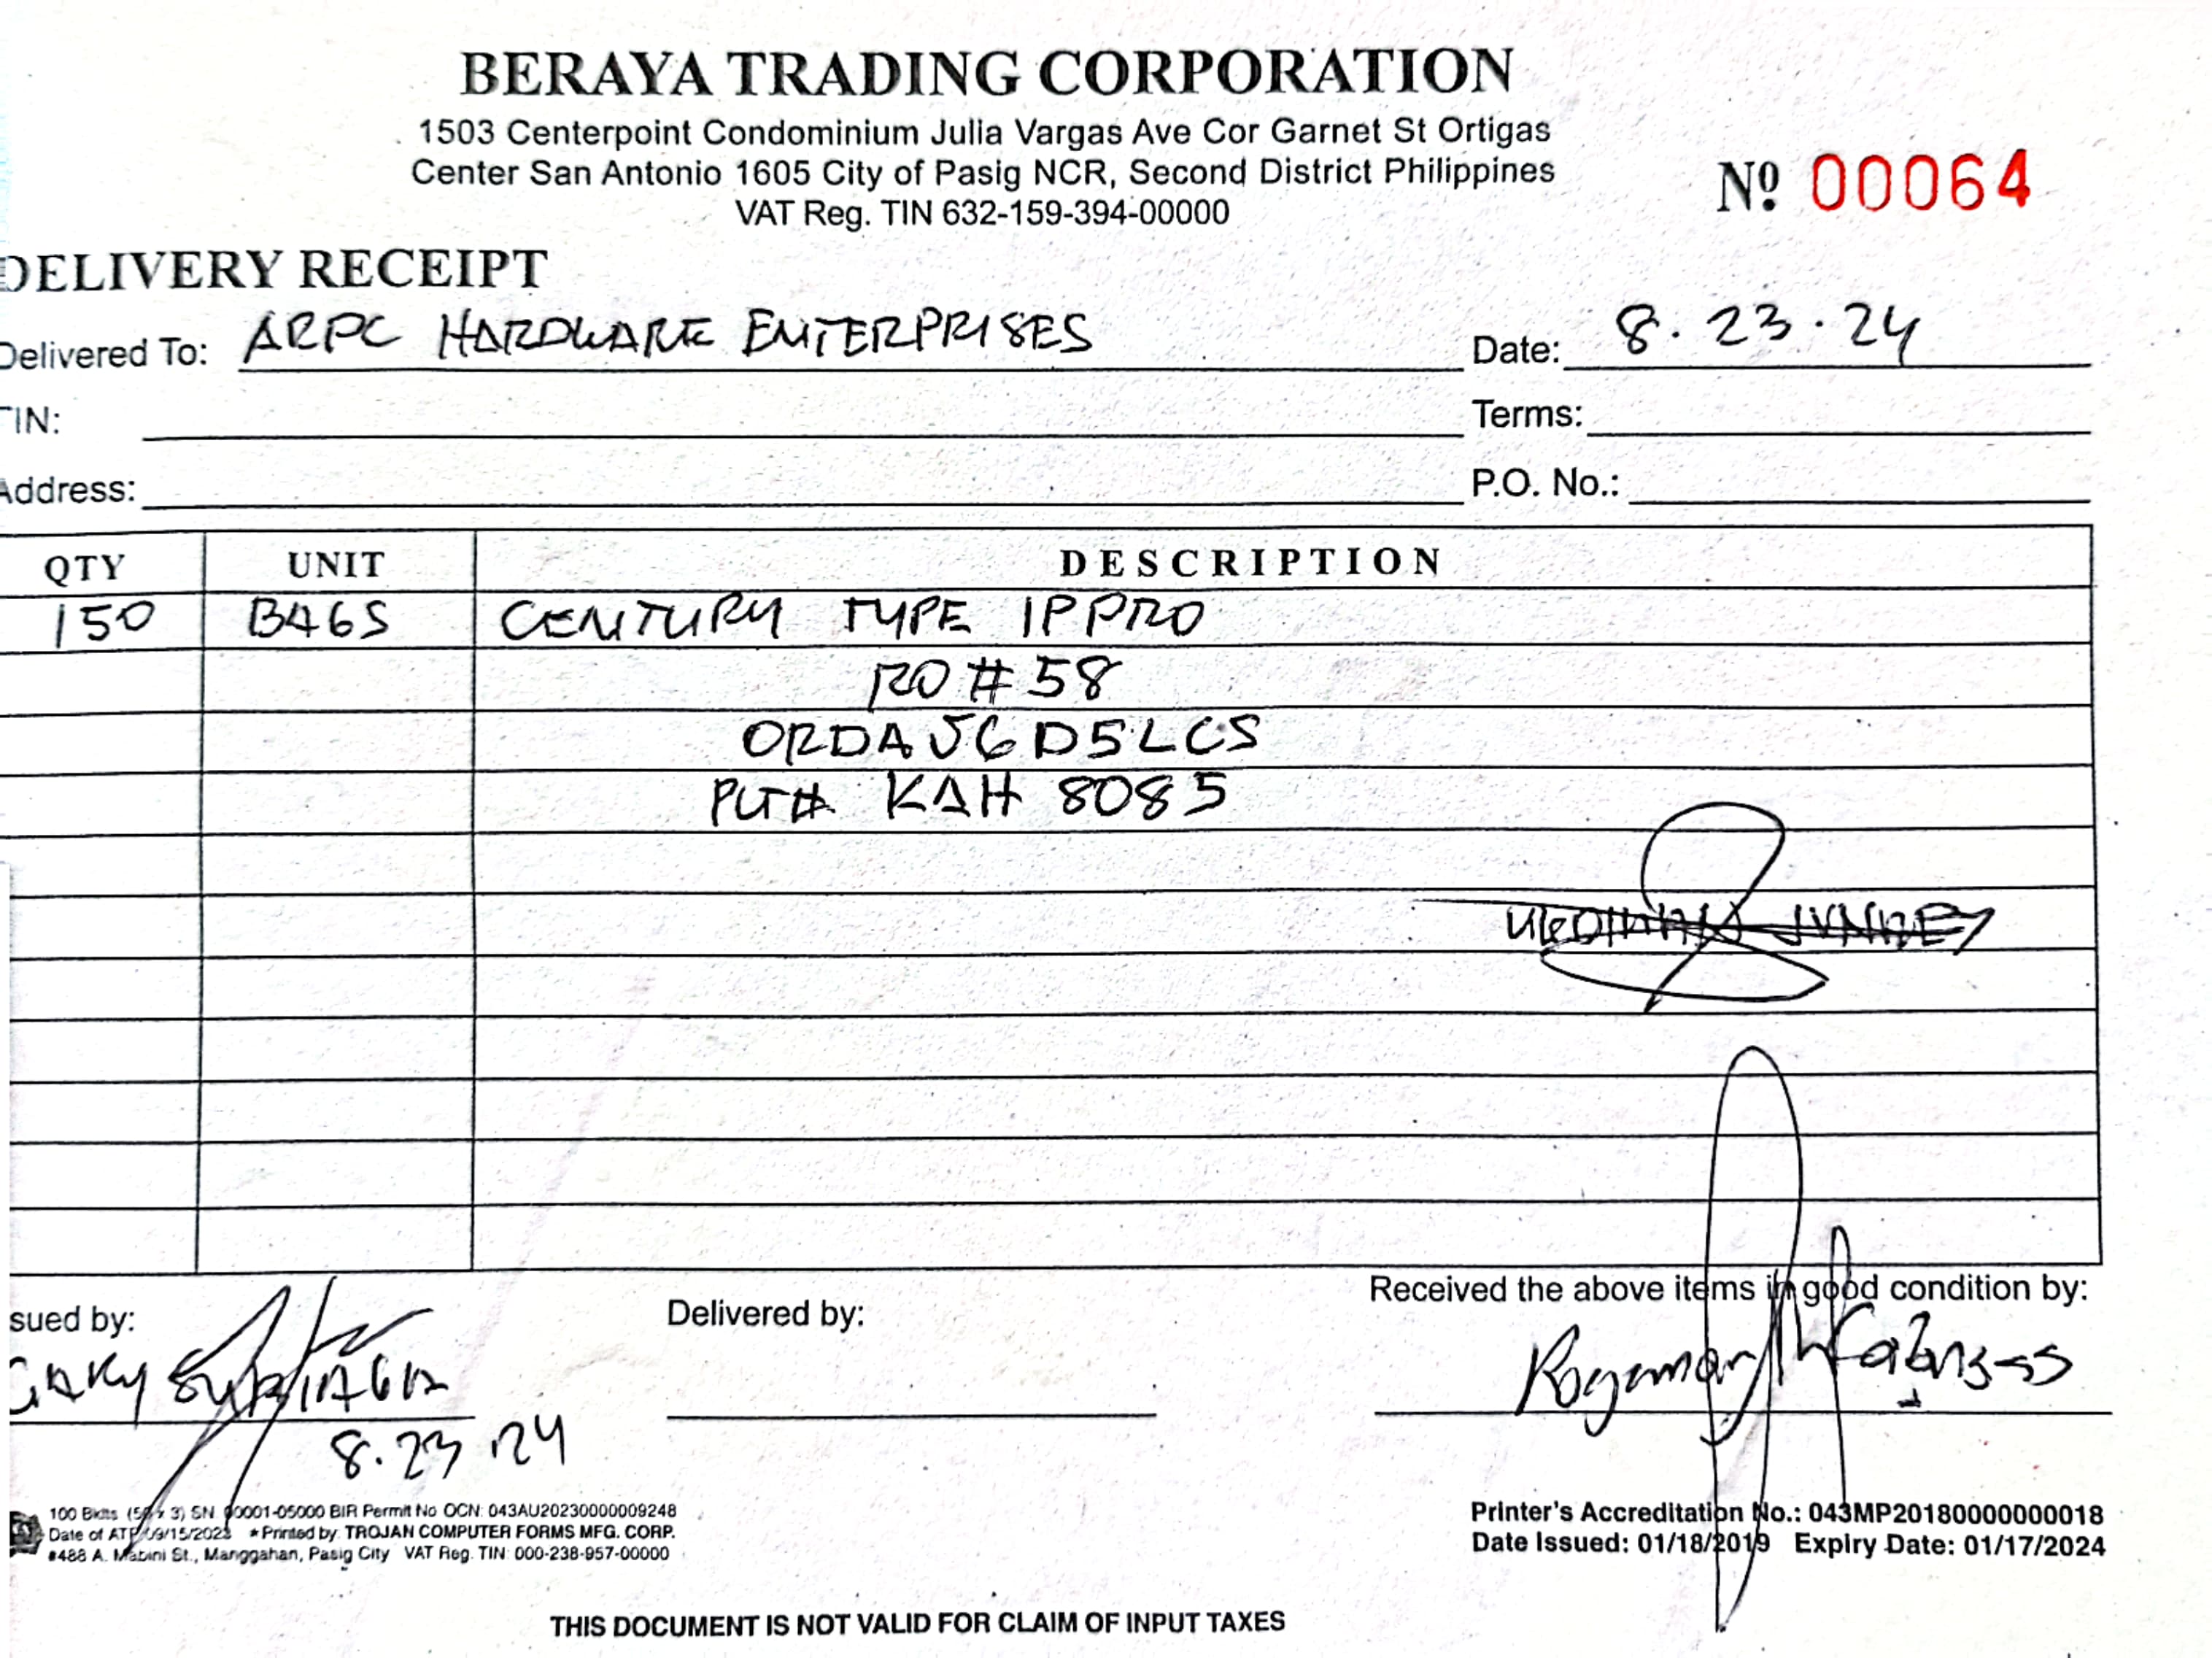 BERAYA TRADING CORPORATION
1503 Centerpoint Condominium Julia Vargas Ave Cor Garnet St Ortigas
Center San Antonio 1605 City of Pasig NCR, Second District Philippines
VAT Reg. TIN 632-159-394-00000
Nº 00064
DELIVERY RECEIPT
Delivered To: ARPC HARDWARE ENTERPRISES
Date: 8.23.24
TIN:
Terms:
Address:
P.O. No.:
QTY UNIT DESCRIPTION
150 BAGS CENTURY TYPE 1P PRO
RO # 58
ORDAJ6D5LCS
PLT# KAH 8085
sued by:
Delivered by:
Received the above items in good condition by:
GARY
8.23.24
100 Bklts (50 x 3) SN 00001-05000 BIR Permit No OCN: 043AU20230000009248
Date of ATP 09/15/2023 *Printed by: TROJAN COMPUTER FORMS MFG. CORP.
#488 A. Mabini St., Manggahan, Pasig City VAT Reg. TIN: 000-238-957-00000
Printer's Accreditation No.: 043MP20180000000018
Date Issued: 01/18/2019 Expiry Date: 01/17/2024
THIS DOCUMENT IS NOT VALID FOR CLAIM OF INPUT TAXES